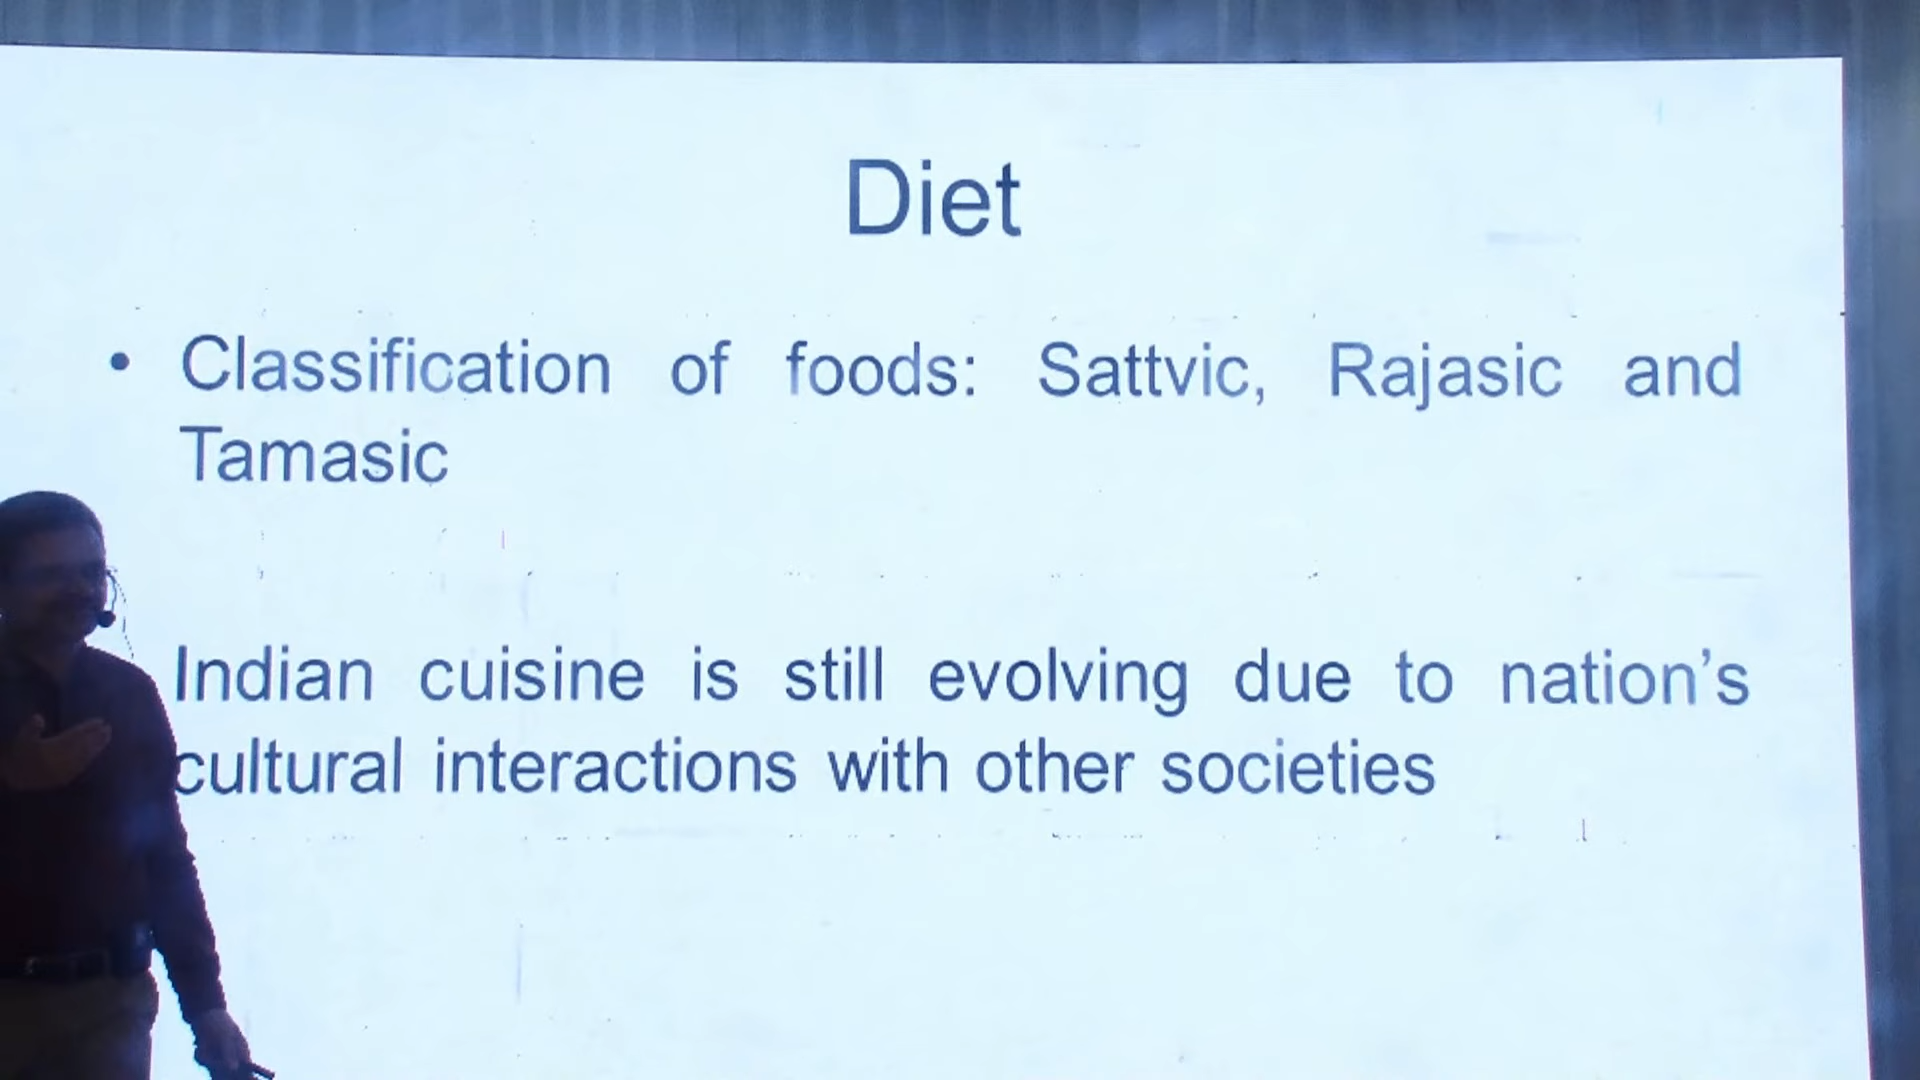 Diet
• Classification of foods: Sattvic, Rajasic and
Tamasic
Indian cuisine is still evolving due to nation’s
cultural interactions with other societies